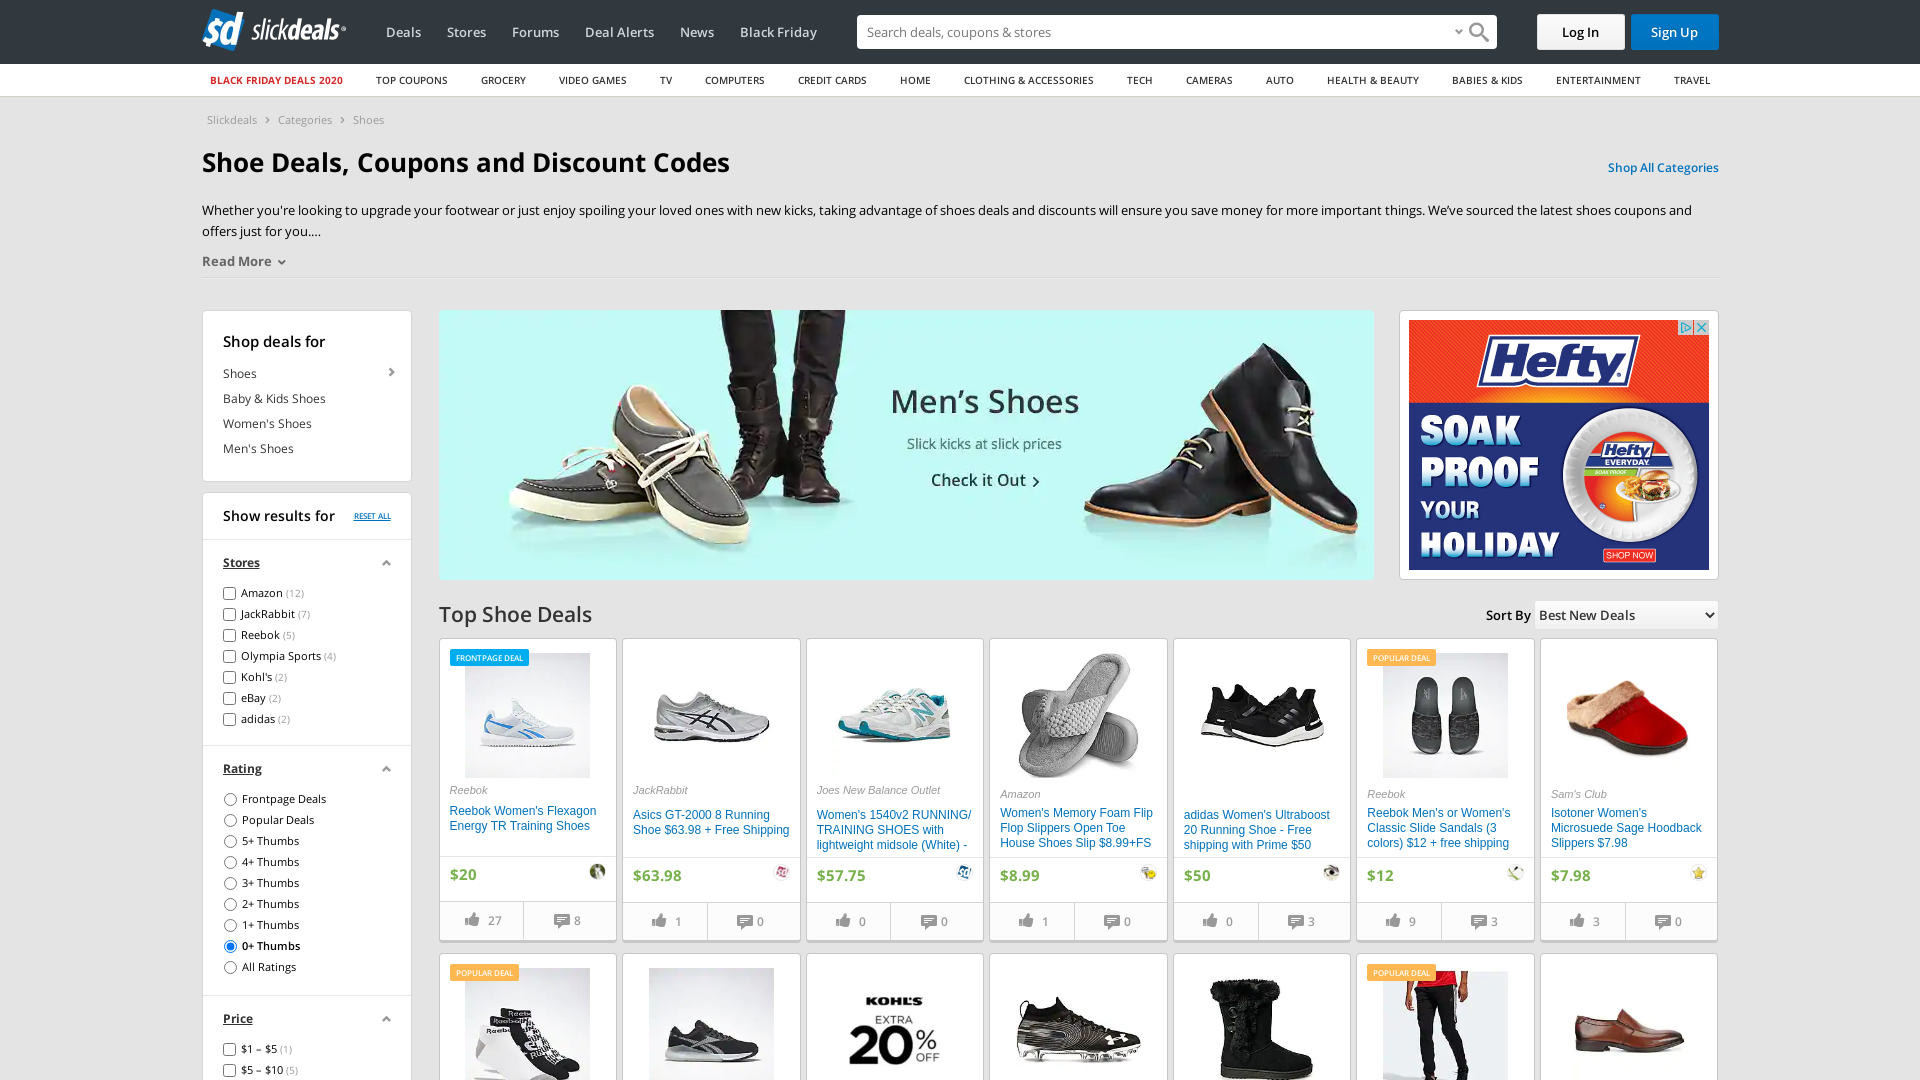 slickdeals
Deals
Stores
Forums
Deal Alerts
News
Black Friday
Search deals, coupons & stores
Log In
Sign Up
BLACK FRIDAY DEALS 2020
TOP COUPONS
GROCERY
VIDEO GAMES
TV
COMPUTERS
CREDIT CARDS
HOME
CLOTHING & ACCESSORIES
TECH
CAMERAS
AUTO
HEALTH & BEAUTY
BABIES & KIDS
ENTERTAINMENT
TRAVEL
Slickdeals > Categories > Shoes
Shoe Deals, Coupons and Discount Codes
Shop All Categories
Whether you're looking to upgrade your footwear or just enjoy spoiling your loved ones with new kicks, taking advantage of shoes deals and discounts will ensure you save money for more important things. We've sourced the latest shoes coupons and
offers just for you....
Read More
Shop deals for
Shoes
Baby & Kids Shoes
Women's Shoes
Men's Shoes
Show results for
RESET ALL
Stores
Amazon (12)
JackRabbit (7)
Reebok (5)
Olympia Sports (4)
Kohl's (2)
eBay (2)
adidas (2)
Rating
Frontpage Deals
Popular Deals
5+ Thumbs
4+ Thumbs
3+ Thumbs
2+ Thumbs
1+ Thumbs
0+ Thumbs
All Ratings
Price
$1 – $5 (1)
$5 – $10 (5)
Men's Shoes
Slick kicks at slick prices
Check it Out
Hefty
SOAK
PROOF
YOUR
HOLIDAY
Hefty
EVERYDAY
SHOP NOW
Top Shoe Deals
Sort By
Best New Deals
FRONTPAGE DEAL
Reebok
Reebok Women's Flexagon
Energy TR Training Shoes
$20
27
8
JackRabbit
Asics GT-2000 8 Running
Shoe $63.98 + Free Shipping
$63.98
1
0
Joes New Balance Outlet
Women's 1540v2 RUNNING/
TRAINING SHOES with
lightweight midsole (White) -
$57.75
0
0
Amazon
Women's Memory Foam Flip
Flop Slippers Open Toe
House Shoes Slip $8.99+FS
$8.99
1
0
adidas Women's Ultraboost
20 Running Shoe - Free
shipping with Prime $50
$50
0
3
POPULAR DEAL
Reebok
Reebok Men's or Women's
Classic Slide Sandals (3
colors) $12 + free shipping
$12
9
3
Sam's Club
Isotoner Women's
Microsuede Sage Hoodback
Slippers $7.98
$7.98
3
0
POPULAR DEAL
KOHL'S
EXTRA
20% OFF
POPULAR DEAL